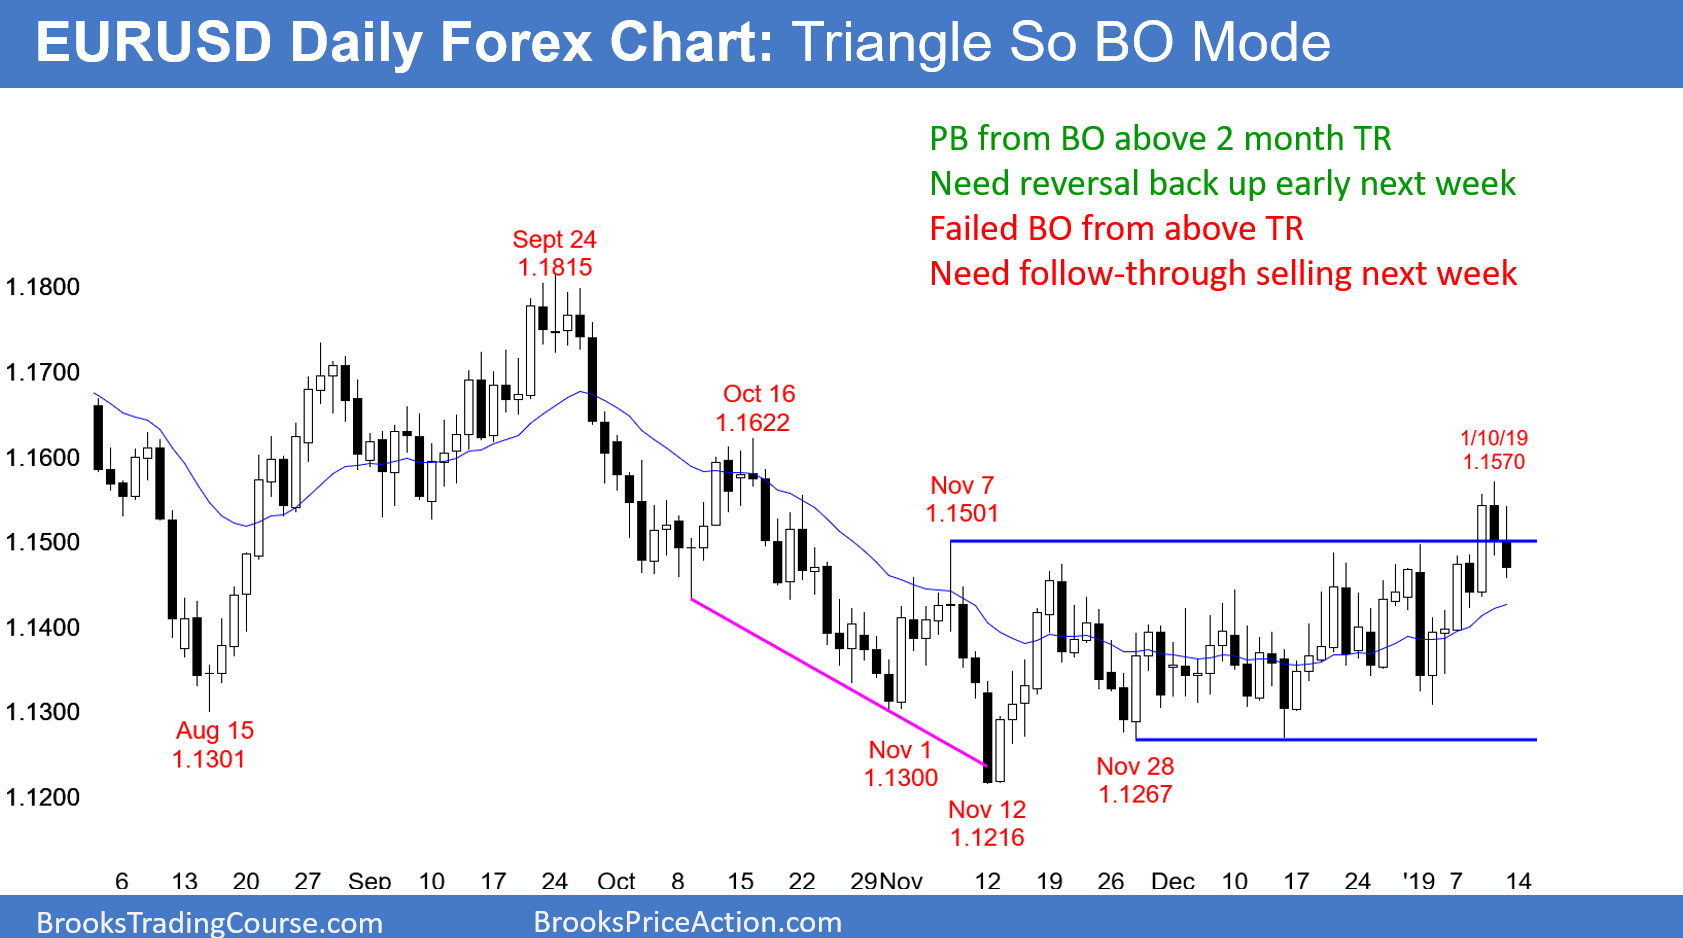 EURUSD Daily Forex Chart: Triangle So BO Mode
PB from BO above 2 month TR
Need reversal back up early next week
Failed BO from above TR
Need follow-through selling next week
Sept 24
1.1815
1.1800
1.1700
Oct 16
1.1622
1/10/19
1.1570
1.1600
Nov 7
1.1501
1.1500
1.1400
1.1300
Aug 15
1.1301
Nov 1
1.1300
Nov 28
1.1267
1.1200
Nov 12
1.1216
6 13 20 27 Sep 10 17 24 Oct 8 15 22 29 Nov 12 19 26 Dec 10 17 24 '19 7 14
BrooksTradingCourse.com
BrooksPriceAction.com